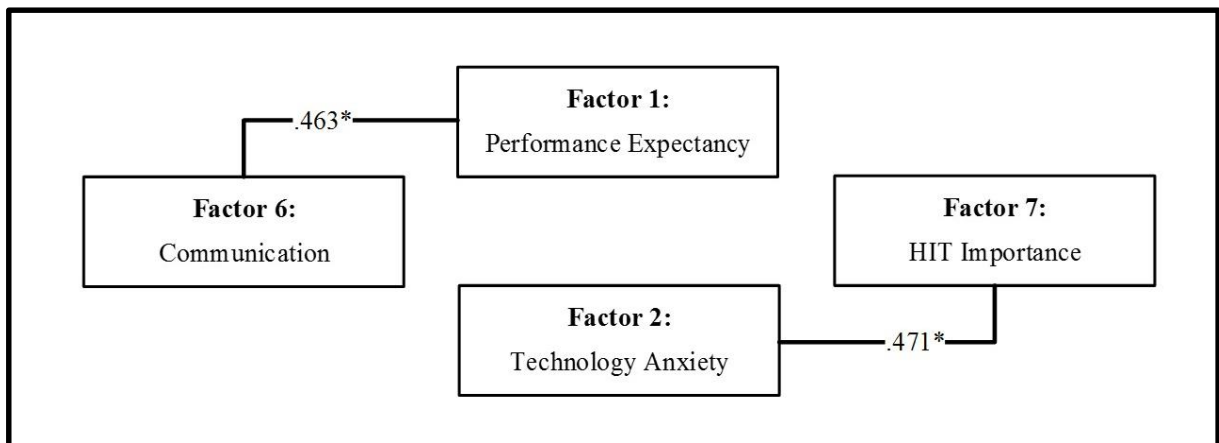 Factor 1:
Performance Expectancy
.463*
Factor 6:
Communication
Factor 7:
HIT Importance
Factor 2:
Technology Anxiety
.471*